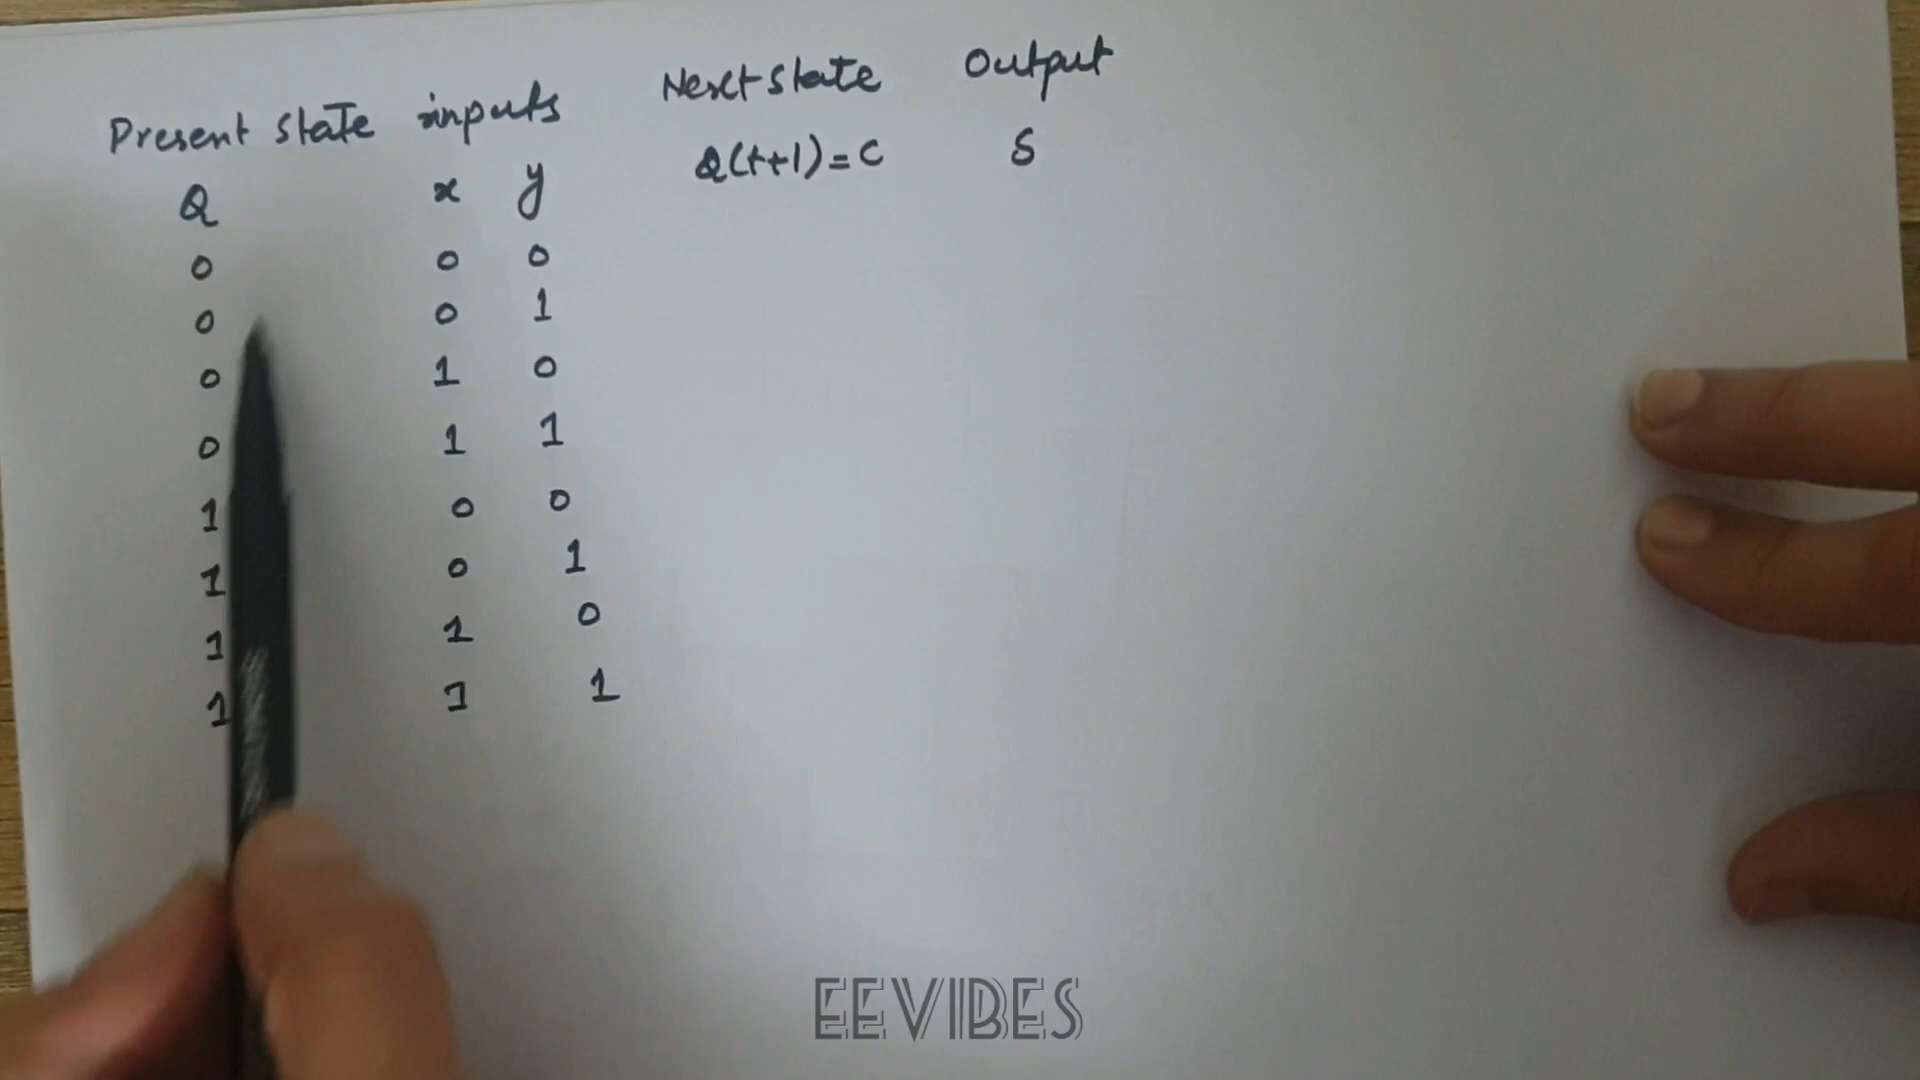 Present state inputs Next state Output
Q x y Q(t+1)=C S
0 0 0
0 0 1
0 1 0
0 1 1
1 0 0
1 0 1
1 1 0
1 1 1
EEVIBES